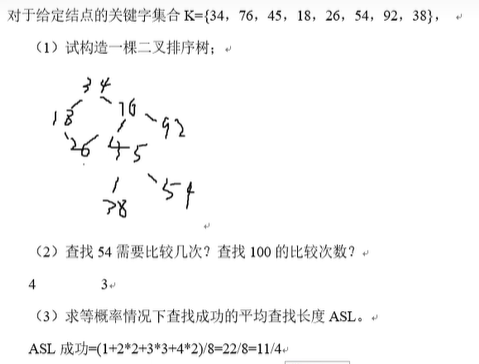 对于给定结点的关键字集合 K={34，76，45，18，26，54，92，38}，
（1）试构造一棵二叉排序树；
34
18 76 92
26 45
38 54
（2）查找 54 需要比较几次？查找 100 的比较次数？
4 3
（3）求等概率情况下查找成功的平均查找长度 ASL。
ASL 成功=(1+2*2+3*3+4*2)/8=22/8=11/4